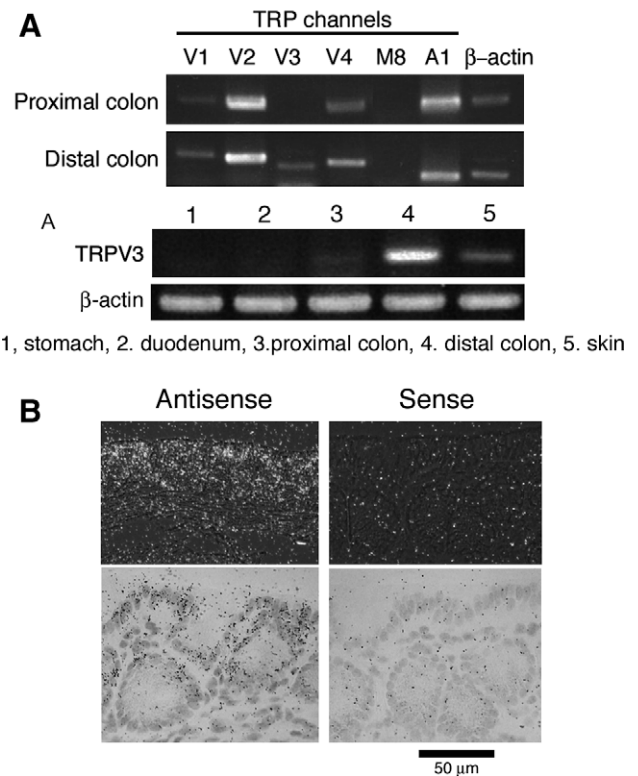 A
TRP channels
V1 V2 V3 V4 M8 A1 β–actin
Proximal colon
Distal colon
A
1 2 3 4 5
TRPV3
β-actin
1, stomach, 2. duodenum, 3.proximal colon, 4. distal colon, 5. skin
B
Antisense Sense
50 μm